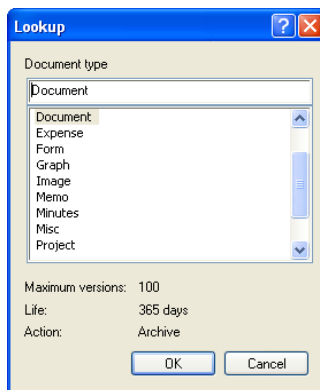 Lookup
Document type
Document
Document
Expense
Form
Graph
Image
Memo
Minutes
Misc
Project
Maximum versions: 100
Life: 365 days
Action: Archive
OK Cancel